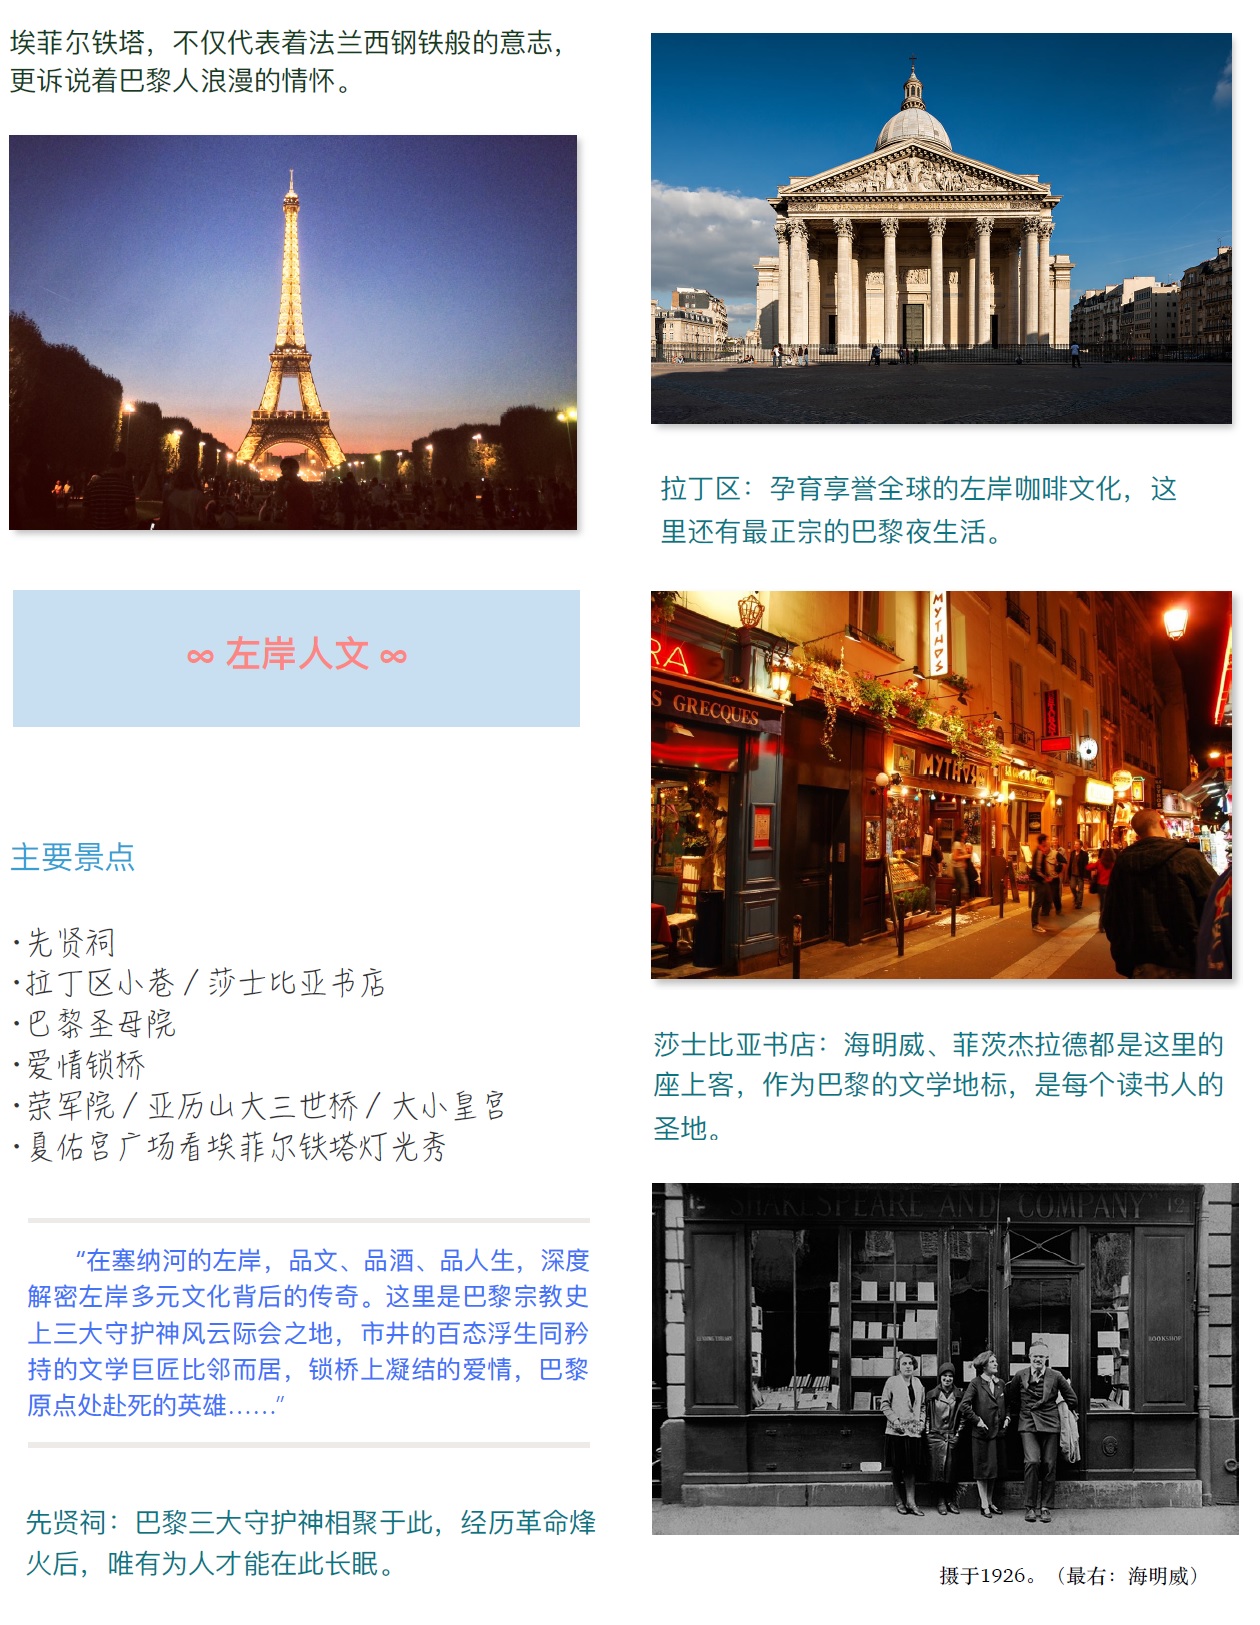 埃菲尔铁塔，不仅代表着法兰西钢铁般的意志，
更诉说着巴黎人浪漫的情怀。
∞ 左岸人文 ∞
主要景点
·先贤祠
·拉丁区小巷 / 莎士比亚书店
·巴黎圣母院
·爱情锁桥
·荣军院 / 亚历山大三世桥 / 大小皇宫
·夏佑宫广场看埃菲尔铁塔灯光秀
“在塞纳河的左岸，品文、品酒、品人生，深度
解密左岸多元文化背后的传奇。这里是巴黎宗教史
上三大守护神风云际会之地，市井的百态浮生同矜
持的文学巨匠比邻而居，锁桥上凝结的爱情，巴黎
原点处赴死的英雄……”
先贤祠：巴黎三大守护神相聚于此，经历革命烽
火后，唯有为人才能在此长眠。
拉丁区：孕育享誉全球的左岸咖啡文化，这
里还有最正宗的巴黎夜生活。
MYTHOS
RA
S GRECQUES
MYTHOS
莎士比亚书店：海明威、菲茨杰拉德都是这里的
座上客，作为巴黎的文学地标，是每个读书人的
圣地。
SHAKESPEARE AND COMPANY
12
BOOKSHOP
摄于1926。（最右：海明威）